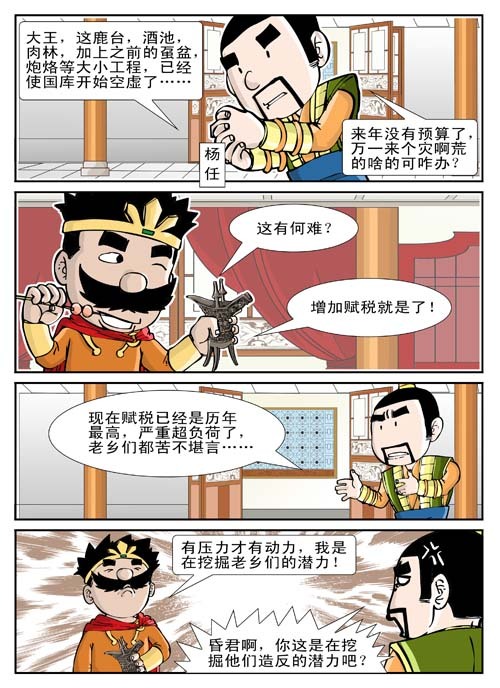 大王，这鹿台，酒池，
肉林，加上之前的虿盆，
炮烙等大小工程，已经
使国库开始空虚了……
杨
任
来年没有预算了，
万一来个灾啊荒
的啥的可咋办？
这有何难？
增加赋税就是了！
现在赋税已经是历年
最高，严重超负荷了，
老乡们都苦不堪言……
有压力才有动力，我是
在挖掘老乡们的潜力！
昏君啊，你这是在挖
掘他们造反的潜力吧？